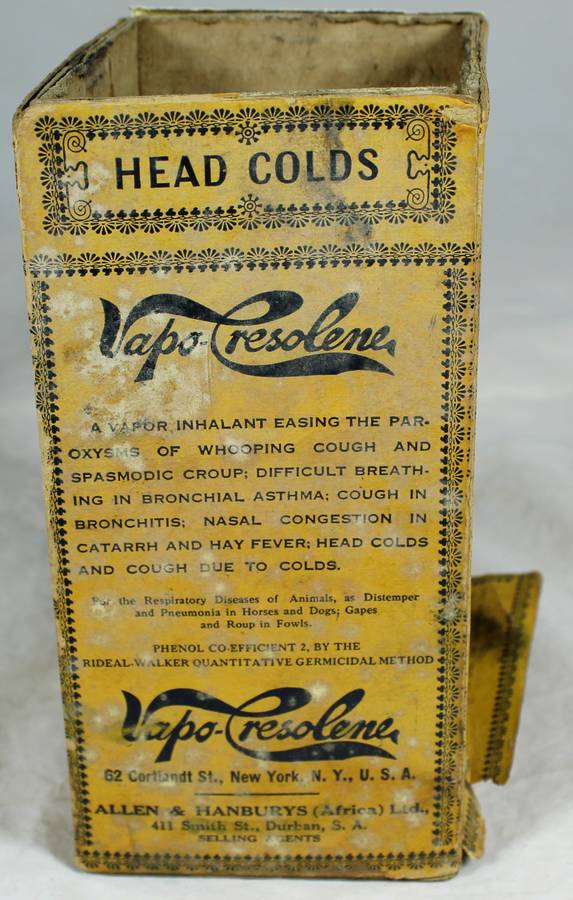 HEAD COLDS
Vapo-Cresolene
A VAPOR INHALANT EASING THE PAR-
OXYSMS OF WHOOPING COUGH AND
SPASMODIC CROUP; DIFFICULT BREATH-
ING IN BRONCHIAL ASTHMA; COUGH IN
BRONCHITIS; NASAL CONGESTION IN
CATARRH AND HAY FEVER; HEAD COLDS
AND COUGH DUE TO COLDS.
For the Respiratory Diseases of Animals, as Distemper
and Pneumonia in Horses and Dogs; Gapes
and Roup in Fowls.
PHENOL CO-EFFICIENT 2, BY THE
RIDEAL-WALKER QUANTITATIVE GERMICIDAL METHOD
Vapo-Cresolene
62 Cortlandt St., New York, N. Y., U. S. A.
ALLEN & HANBURYS (Africa) Ltd.,
411 Smith St., Durban, S. A.
SELLING AGENTS